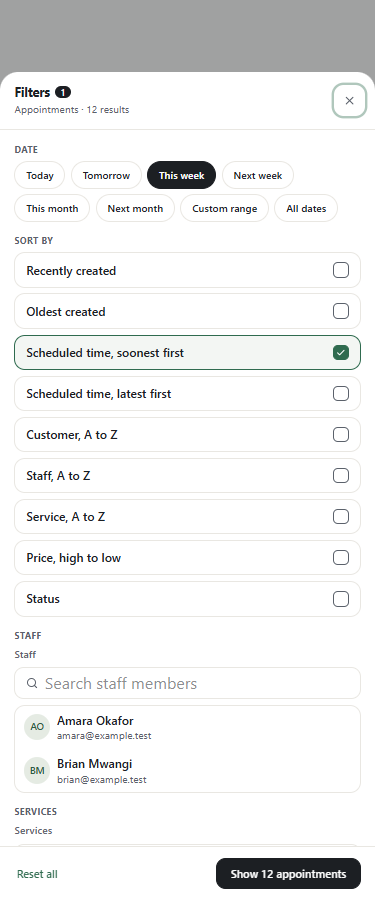 Filters 1
Appointments · 12 results
DATE
Today Tomorrow This week Next week
This month Next month Custom range All dates
SORT BY
Recently created
Oldest created
Scheduled time, soonest first
Scheduled time, latest first
Customer, A to Z
Staff, A to Z
Service, A to Z
Price, high to low
Status
STAFF
Staff
Search staff members
AO Amara Okafor
amara@example.test
BM Brian Mwangi
brian@example.test
SERVICES
Services
Reset all Show 12 appointments